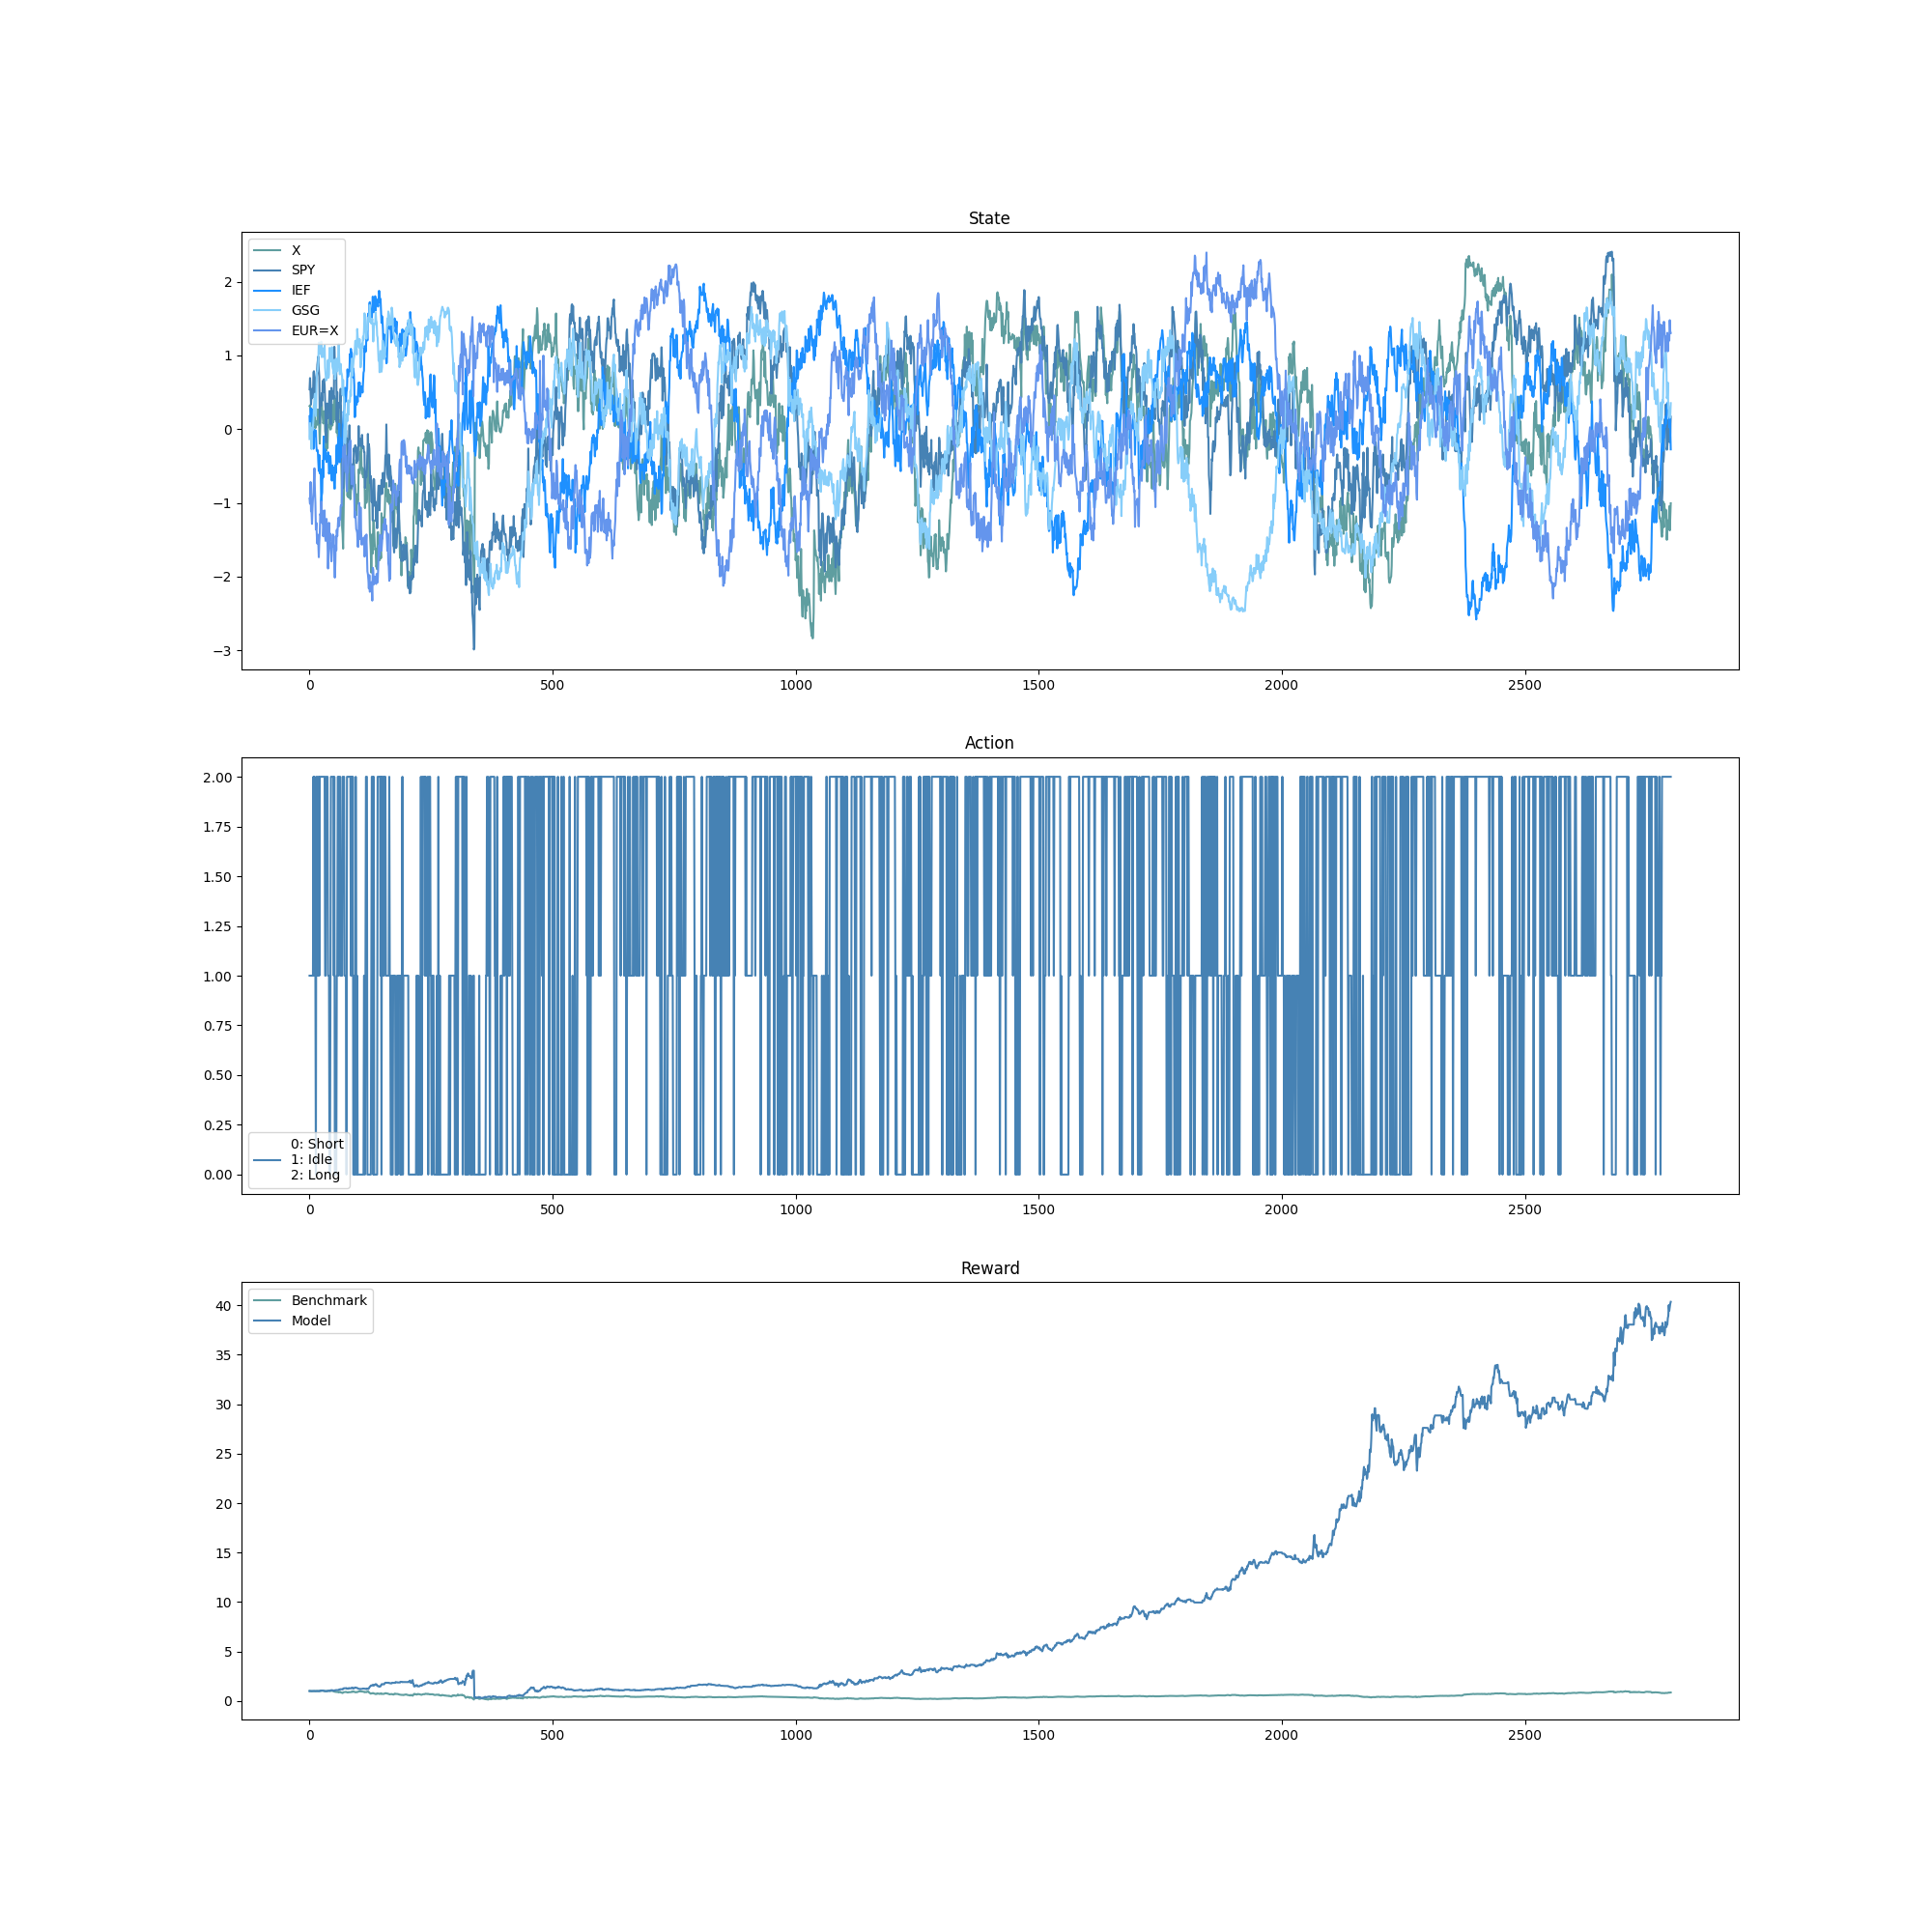 State
X
SPY
IEF
GSG
EUR=X
2
1
0
−1
−2
−3
0 500 1000 1500 2000 2500
Action
2.00
1.75
1.50
1.25
1.00
0.75
0.50
0.25
0.00
0: Short
1: Idle
2: Long
0 500 1000 1500 2000 2500
Reward
Benchmark
Model
40
35
30
25
20
15
10
5
0
0 500 1000 1500 2000 2500